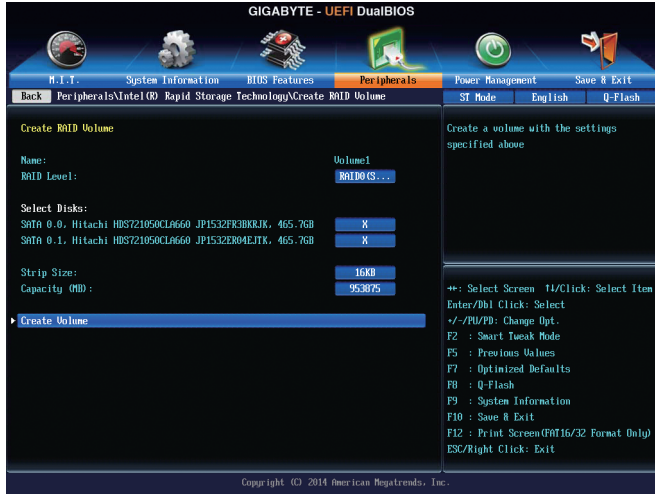 GIGABYTE - UEFI DualBIOS
M.I.T. System Information BIOS Features Peripherals Power Management Save & Exit
Back Peripherals\Intel(R) Rapid Storage Technology\Create RAID Volume ST Mode English Q-Flash
Create RAID Volume
Name: Volume1
RAID Level: RAID0(S...
Select Disks:
SATA 0.0, Hitachi HDS721050CLA660 JP1532FR3BKRJK, 465.7GB X
SATA 0.1, Hitachi HDS721050CLA660 JP1532ER04EJTK, 465.7GB X
Strip Size: 16KB
Capacity (MB): 953875
Create Volume
Create a volume with the settings
specified above
→←: Select Screen ↑↓/Click: Select Item
Enter/Dbl Click: Select
+/-/PU/PD: Change Opt.
F2 : Smart Tweak Mode
F5 : Previous Values
F7 : Optimized Defaults
F8 : Q-Flash
F9 : System Information
F10 : Save & Exit
F12 : Print Screen(FAT16/32 Format Only)
ESC/Right Click: Exit
Copyright (C) 2014 American Megatrends, Inc.